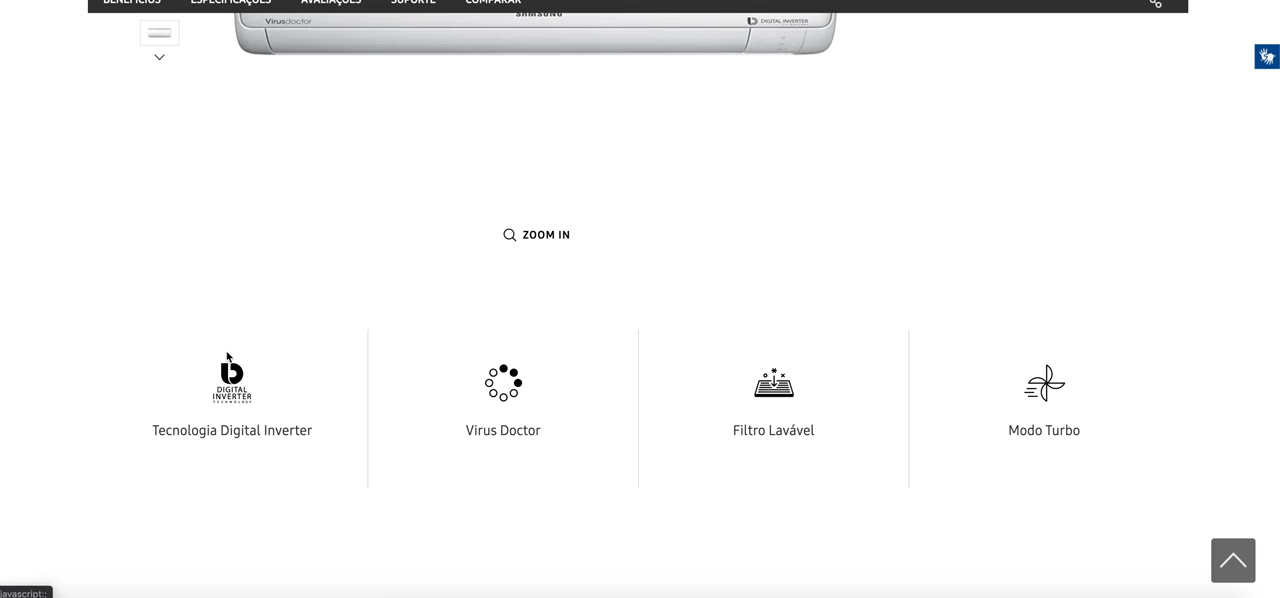 BENEFÍCIOS ESPECIFICAÇÕES AVALIAÇÕES SUPORTE COMPARAR
SAMSUNG
Virusdoctor
DIGITAL INVERTER
ZOOM IN
DIGITAL
INVERTER
TECHNOLOGY
Tecnologia Digital Inverter
Virus Doctor
Filtro Lavável
Modo Turbo
javascript:;